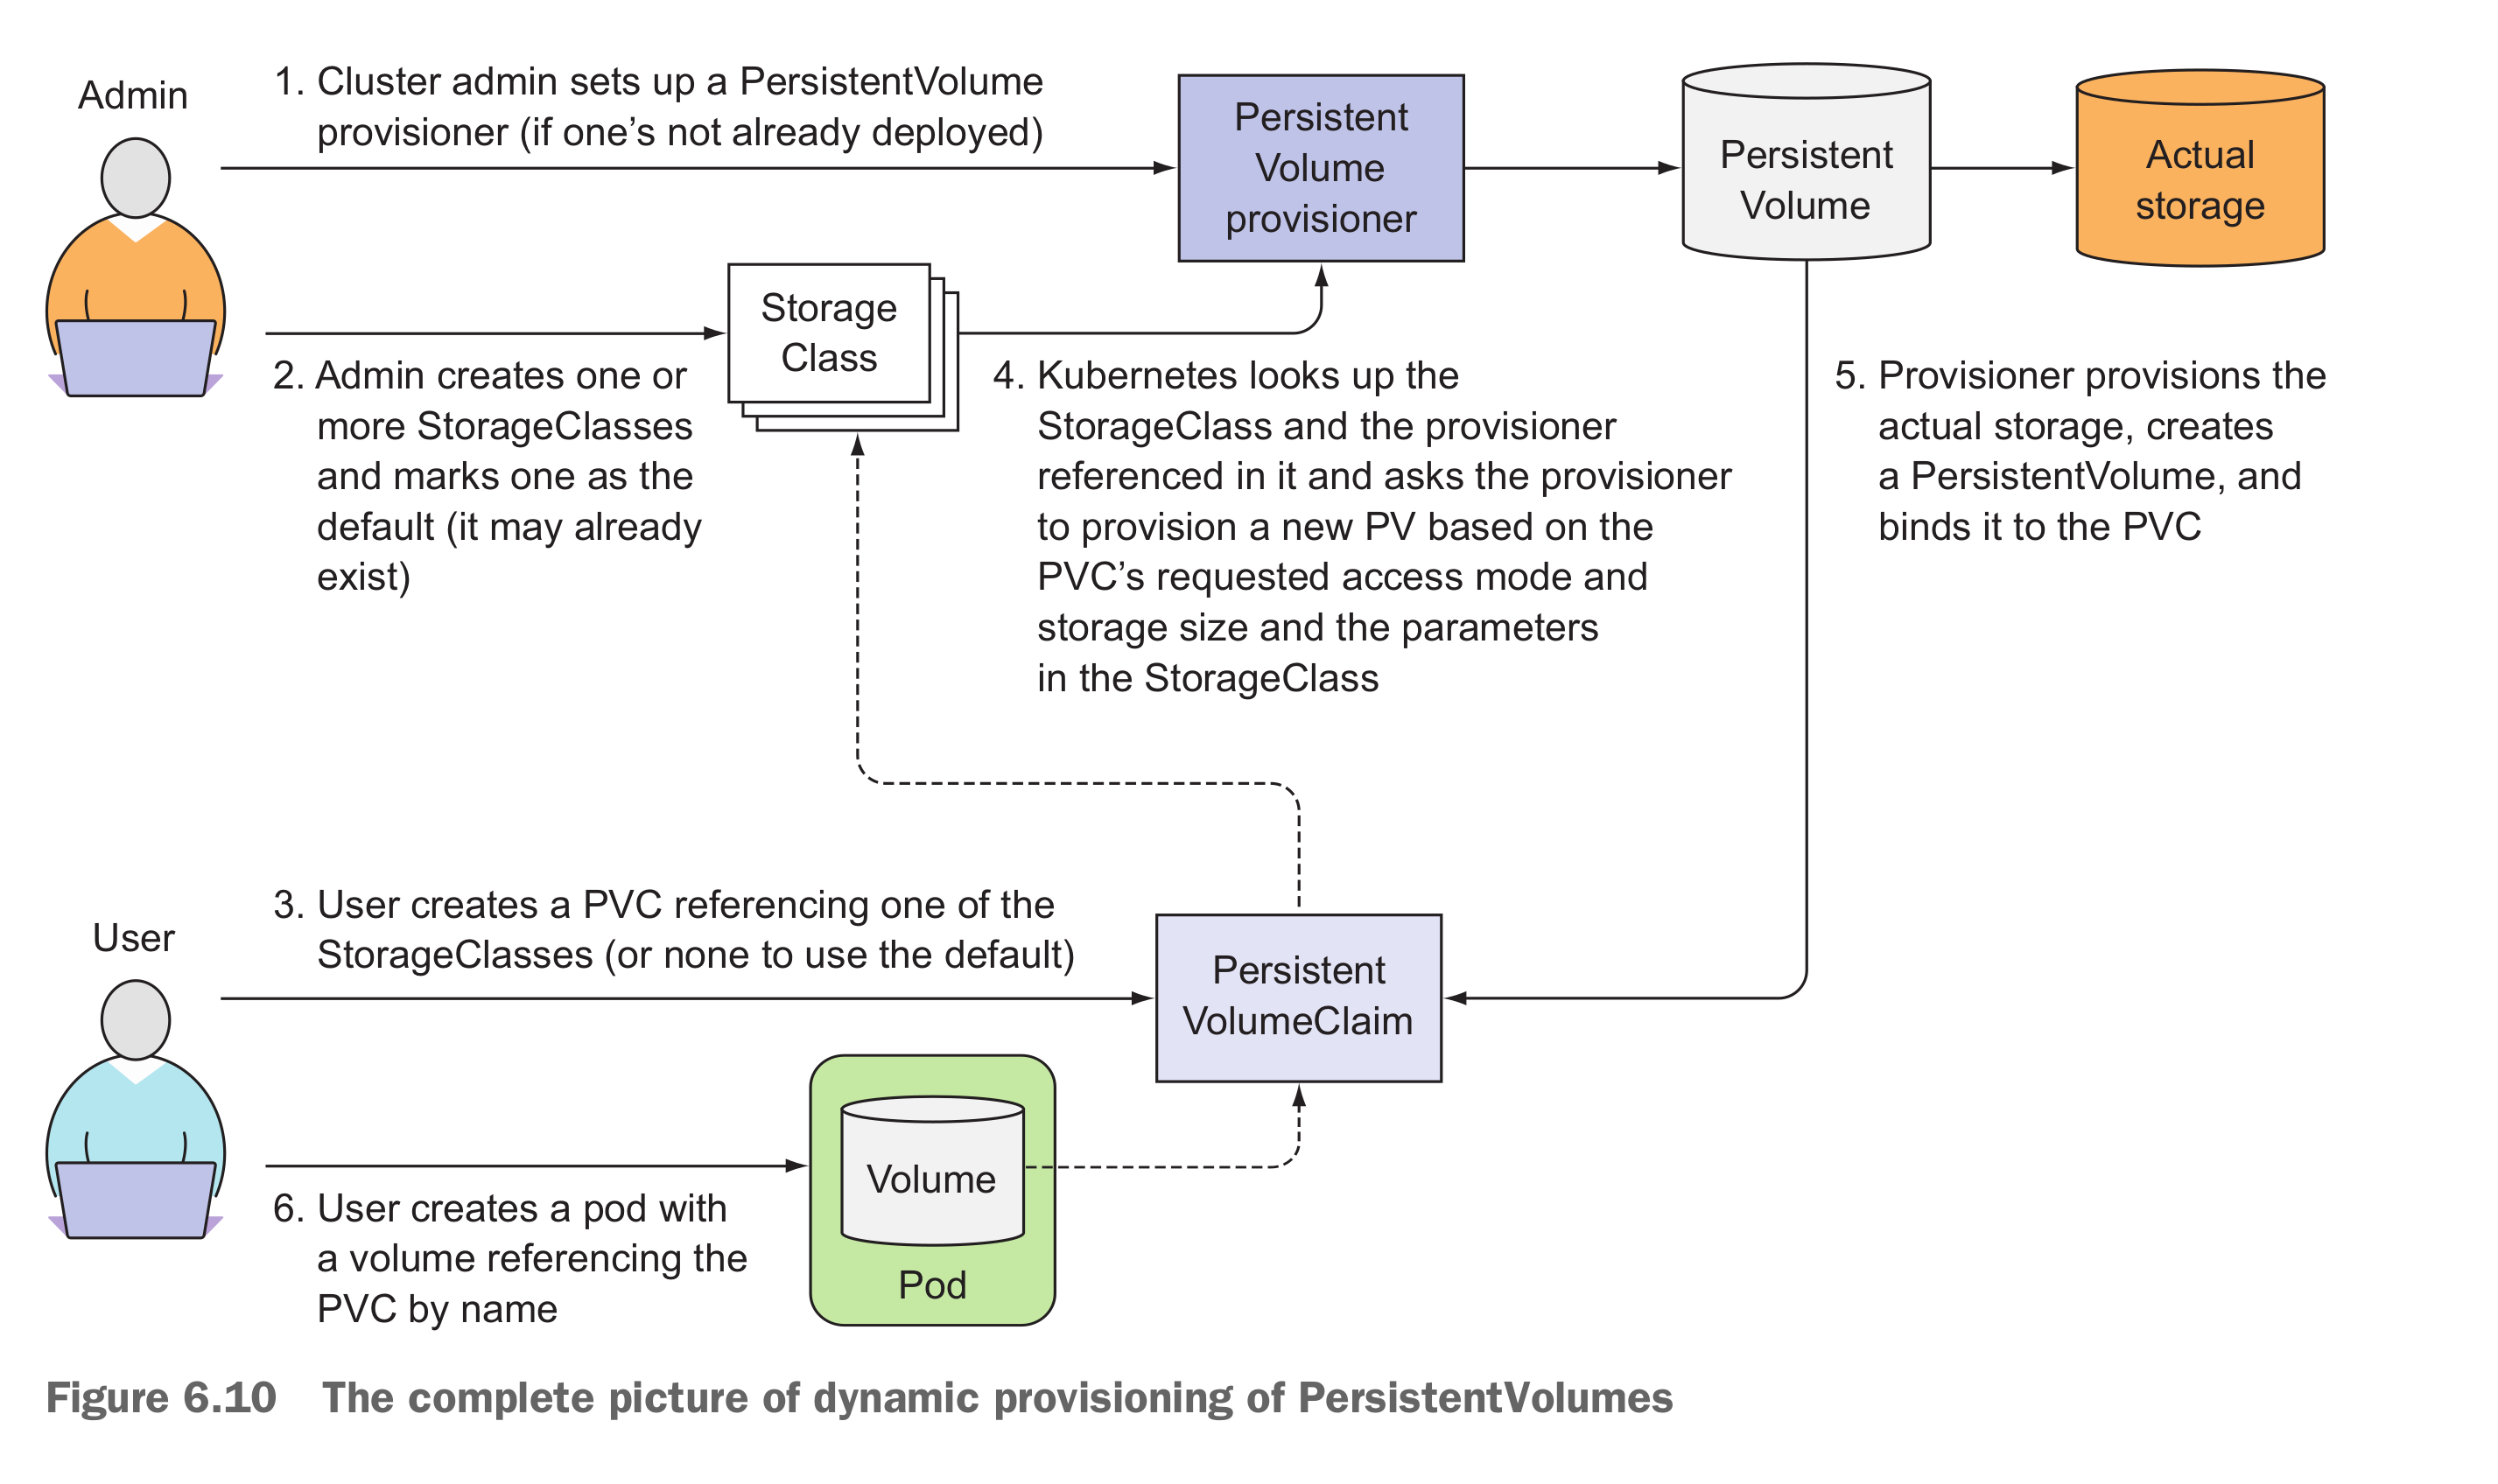 Admin
1. Cluster admin sets up a PersistentVolume
provisioner (if one’s not already deployed)
Persistent
Volume
provisioner
Persistent
Volume
Actual
storage
Storage
Class
2. Admin creates one or
more StorageClasses
and marks one as the
default (it may already
exist)
4. Kubernetes looks up the
StorageClass and the provisioner
referenced in it and asks the provisioner
to provision a new PV based on the
PVC’s requested access mode and
storage size and the parameters
in the StorageClass
5. Provisioner provisions the
actual storage, creates
a PersistentVolume, and
binds it to the PVC
User
3. User creates a PVC referencing one of the
StorageClasses (or none to use the default)
Persistent
VolumeClaim
Volume
Pod
6. User creates a pod with
a volume referencing the
PVC by name
Figure 6.10 The complete picture of dynamic provisioning of PersistentVolumes